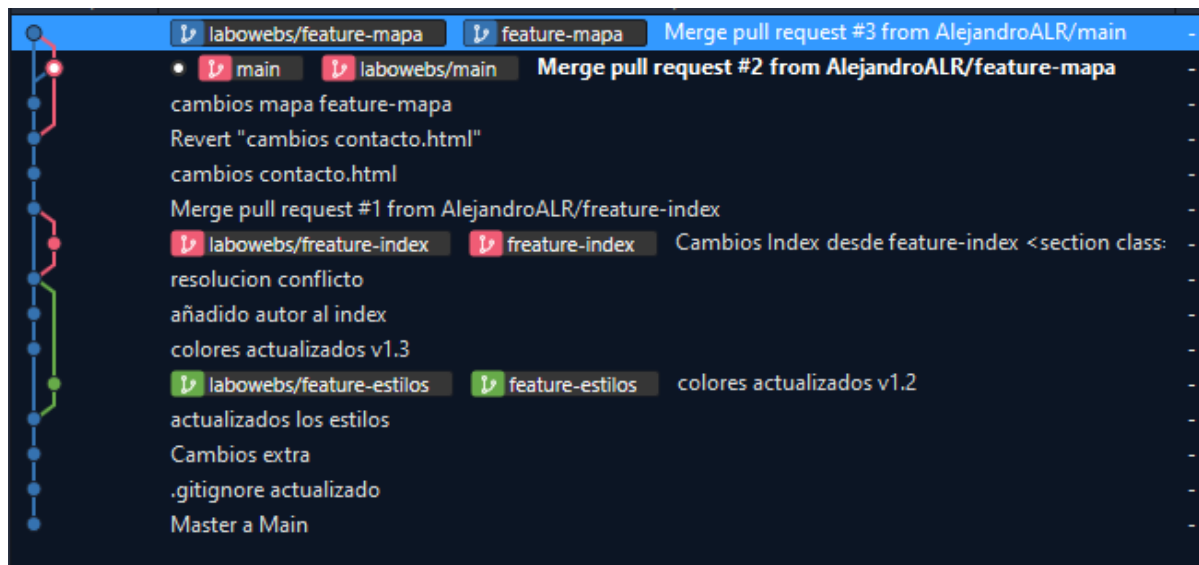 labowebs/feature-mapa feature-mapa Merge pull request #3 from AlejandroALR/main -
main labowebs/main Merge pull request #2 from AlejandroALR/feature-mapa -
cambios mapa feature-mapa -
Revert "cambios contacto.html" -
cambios contacto.html -
Merge pull request #1 from AlejandroALR/freature-index -
labowebs/freature-index freature-index Cambios Index desde feature-index <section class: -
resolucion conflicto -
añadido autor al index -
colores actualizados v1.3 -
labowebs/feature-estilos feature-estilos colores actualizados v1.2 -
actualizados los estilos -
Cambios extra -
.gitignore actualizado -
Master a Main -